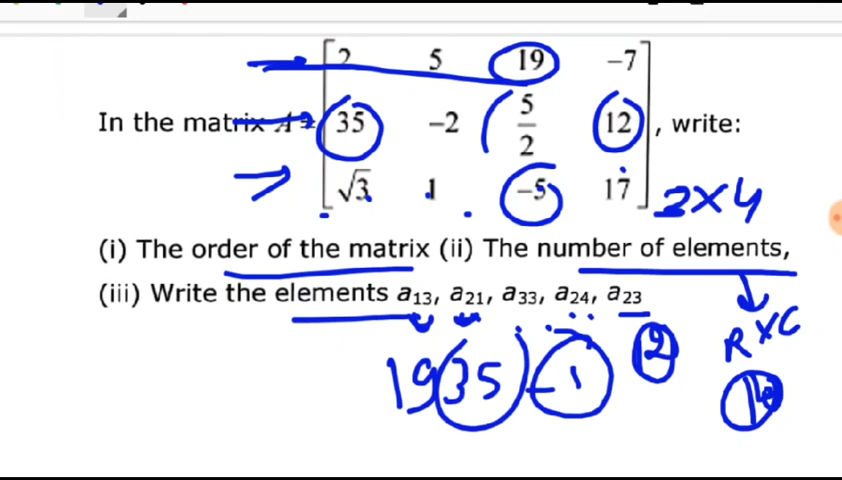 2 5 19 −7
In the matrix A = 35 −2 5/2 12 , write:
√3 1 −5 17 2×4
(i) The order of the matrix (ii) The number of elements,
(iii) Write the elements a₁₃, a₂₁, a₃₃, a₂₄, a₂₃
R×C
19 35 12